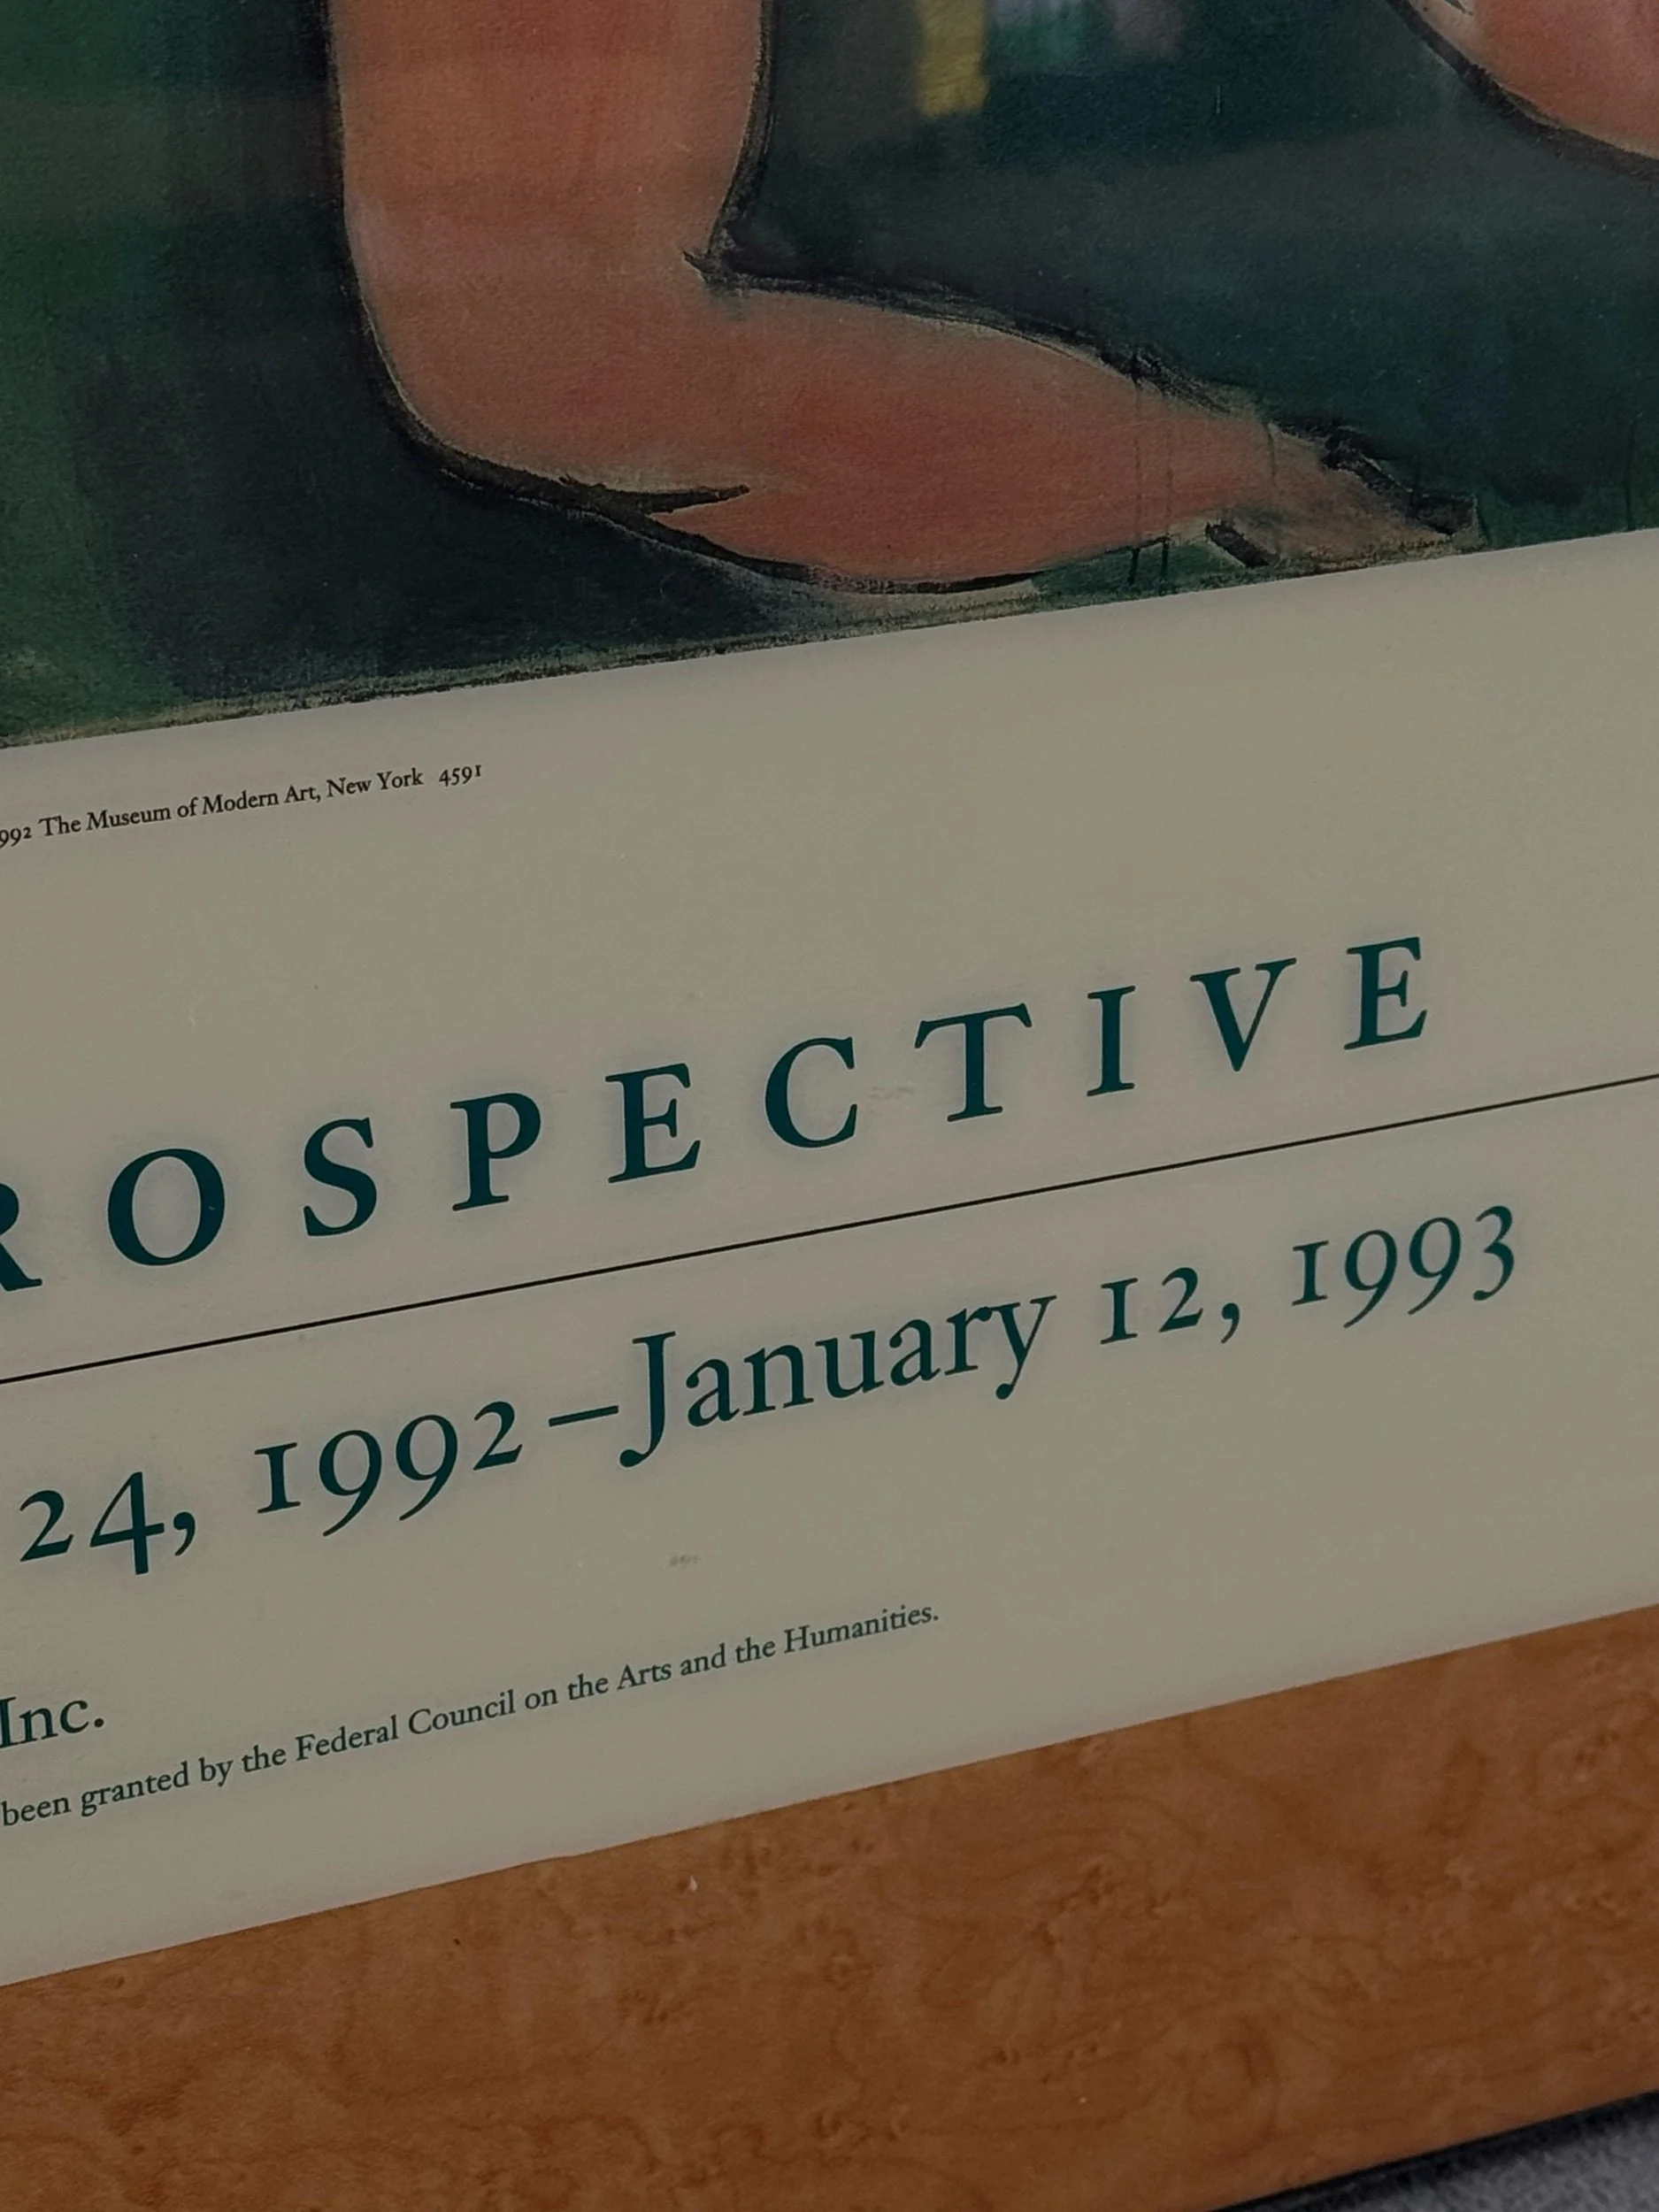 992 The Museum of Modern Art, New York 4591
ROSPECTIVE
24, 1992–January 12, 1993
Inc.
been granted by the Federal Council on the Arts and the Humanities.